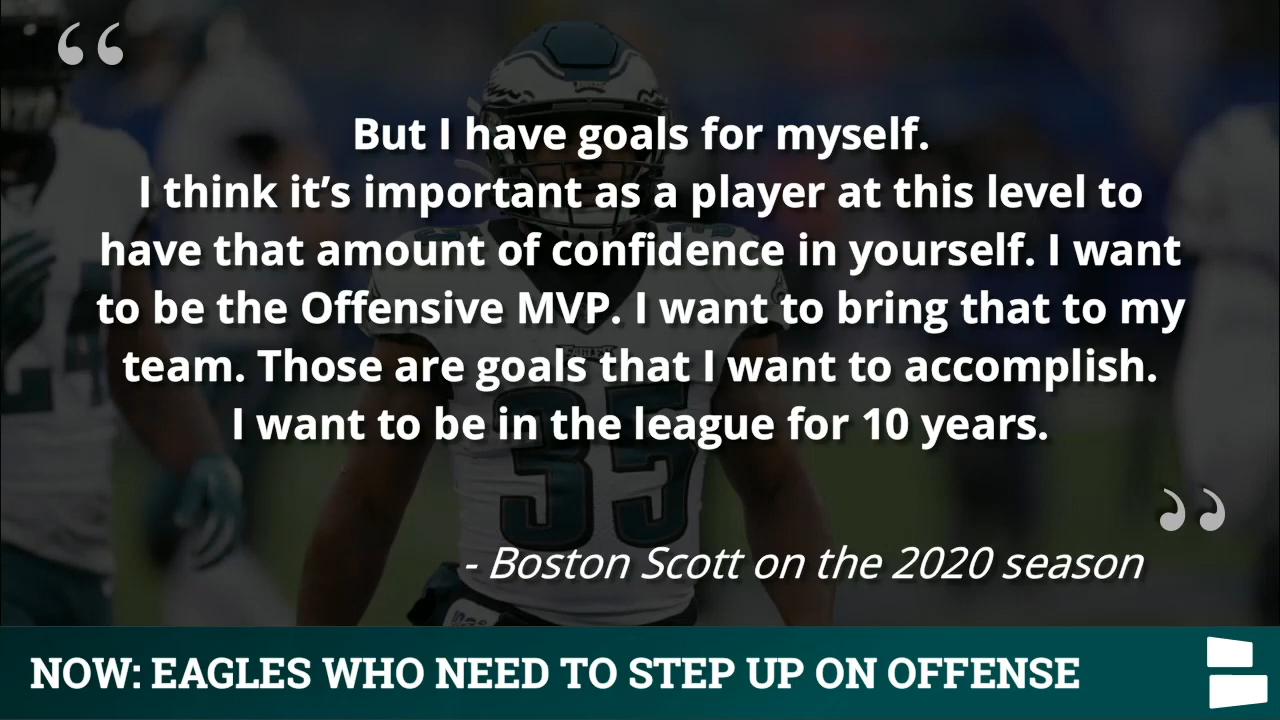 “
But I have goals for myself.
I think it’s important as a player at this level to
have that amount of confidence in yourself. I want
to be the Offensive MVP. I want to bring that to my
team. Those are goals that I want to accomplish.
I want to be in the league for 10 years.
”
35
- Boston Scott on the 2020 season
NOW: EAGLES WHO NEED TO STEP UP ON OFFENSE